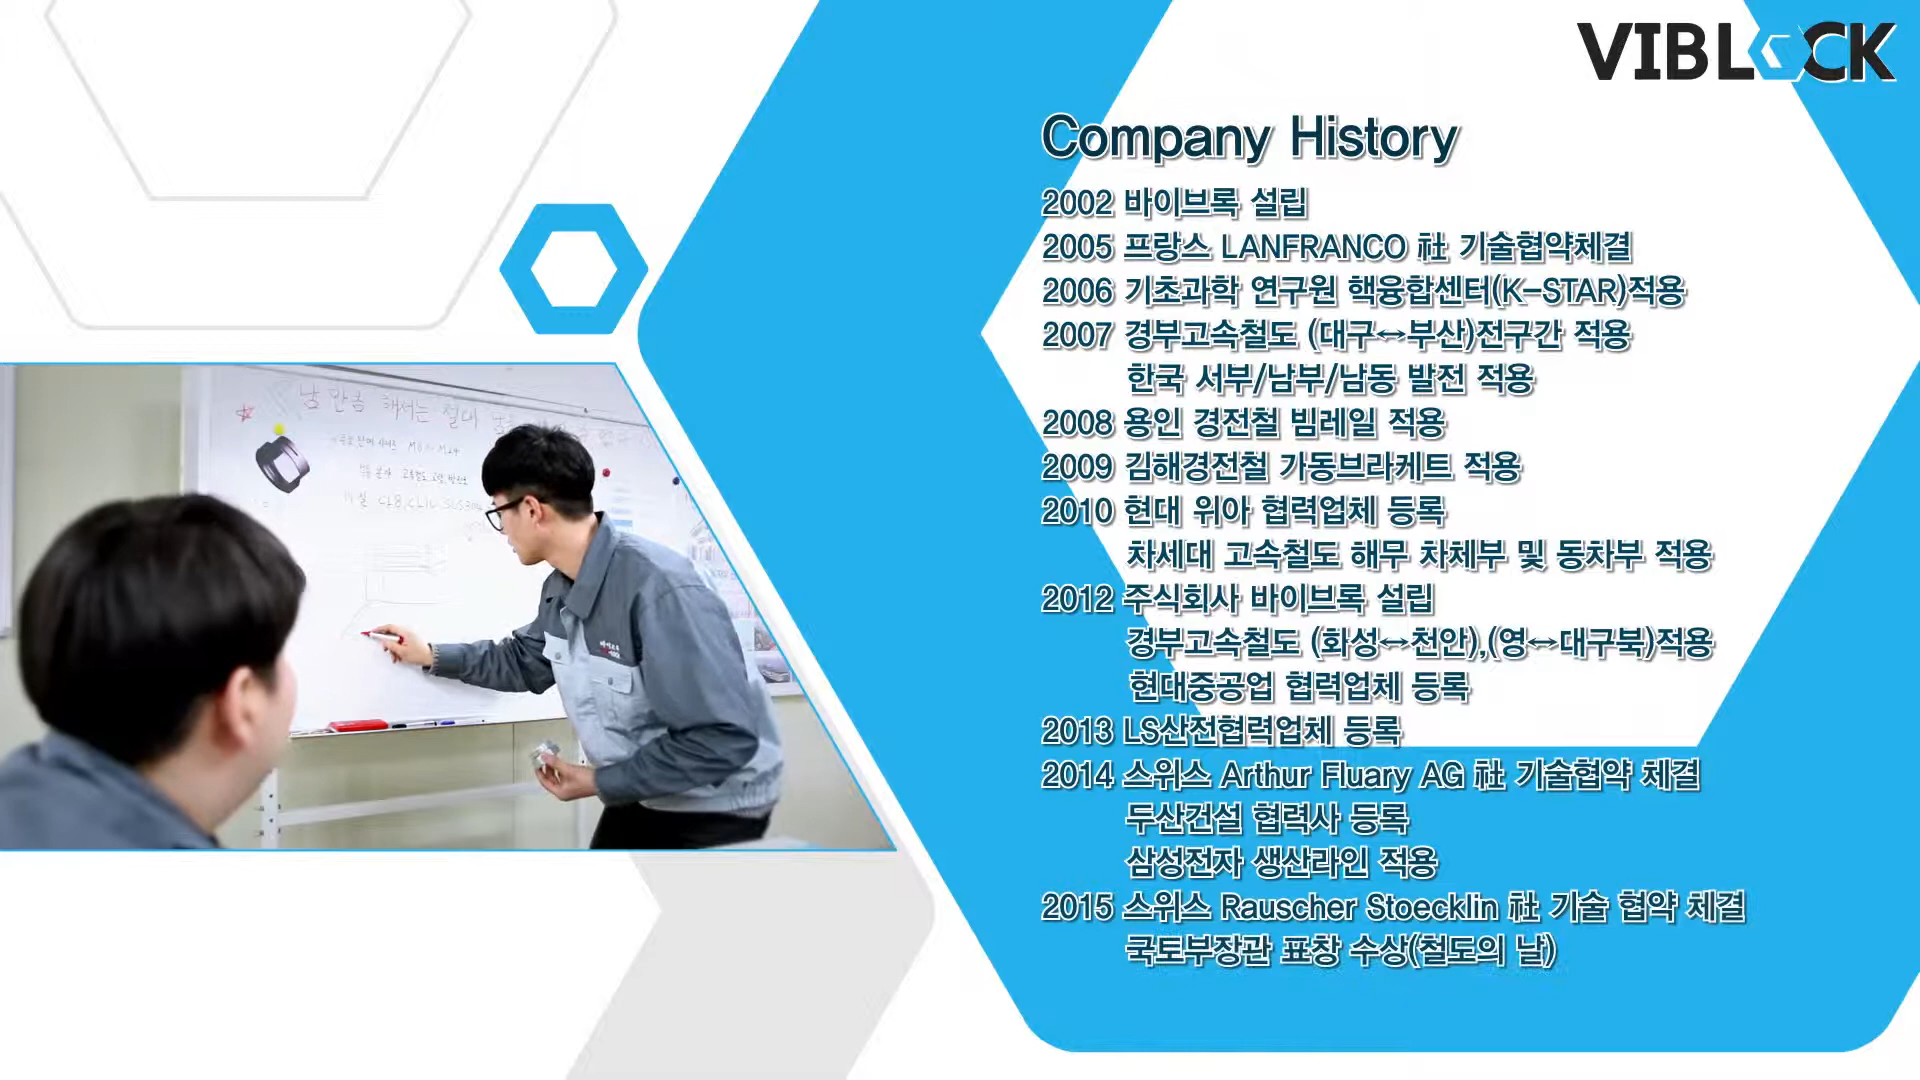 VIBLOCK
Company History
2002 바이브록 설립
2005 프랑스 LANFRANCO 社 기술협약체결
2006 기초과학 연구원 핵융합센터(K-STAR)적용
2007 경부고속철도 (대구↔부산)전구간 적용
한국 서부/남부/남동 발전 적용
2008 용인 경전철 빔레일 적용
2009 김해경전철 가동브라케트 적용
2010 현대 위아 협력업체 등록
차세대 고속철도 해무 차체부 및 동차부 적용
2012 주식회사 바이브록 설립
경부고속철도 (화성↔천안),(영↔대구북)적용
현대중공업 협력업체 등록
2013 LS산전협력업체 등록
2014 스위스 Arthur Fluary AG 社 기술협약 체결
두산건설 협력사 등록
삼성전자 생산라인 적용
2015 스위스 Rauscher Stoecklin 社 기술 협약 체결
국토부장관 표창 수상(철도의 날)
남 만큼 해서는 절대
M6 ~ M24